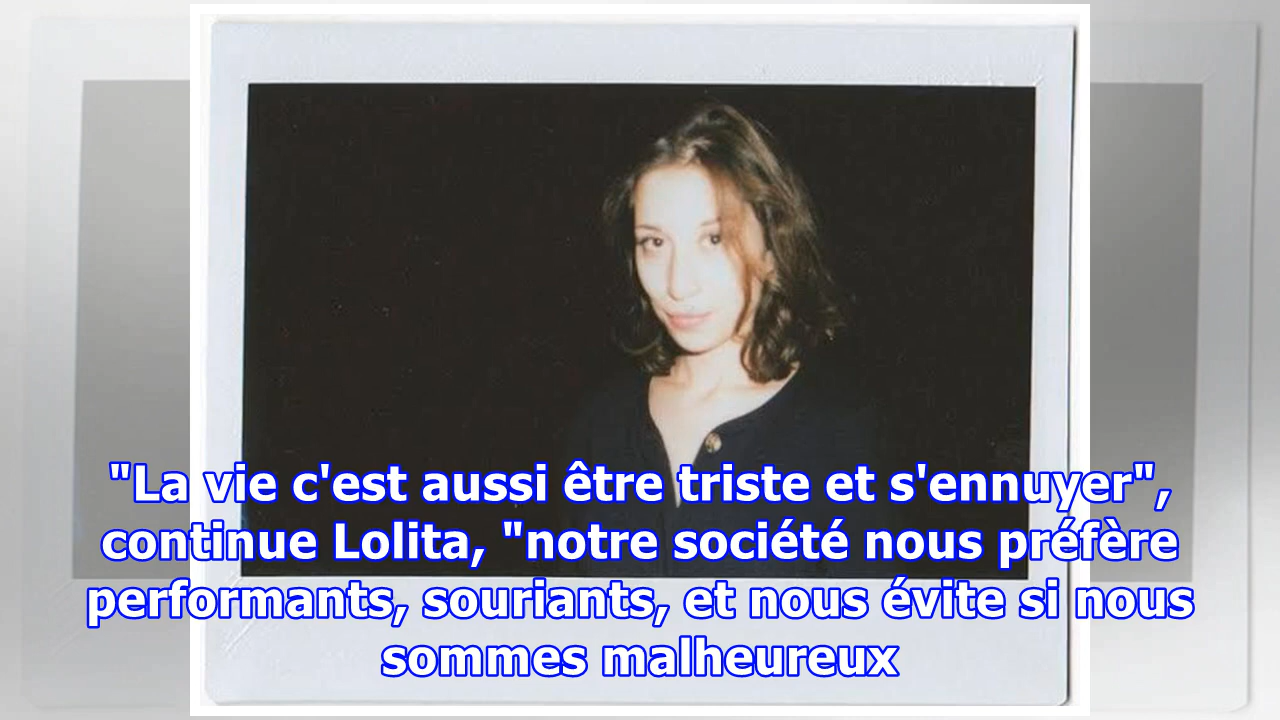 "La vie c'est aussi être triste et s'ennuyer",
continue Lolita, "notre société nous préfère
performants, souriants, et nous évite si nous
sommes malheureux